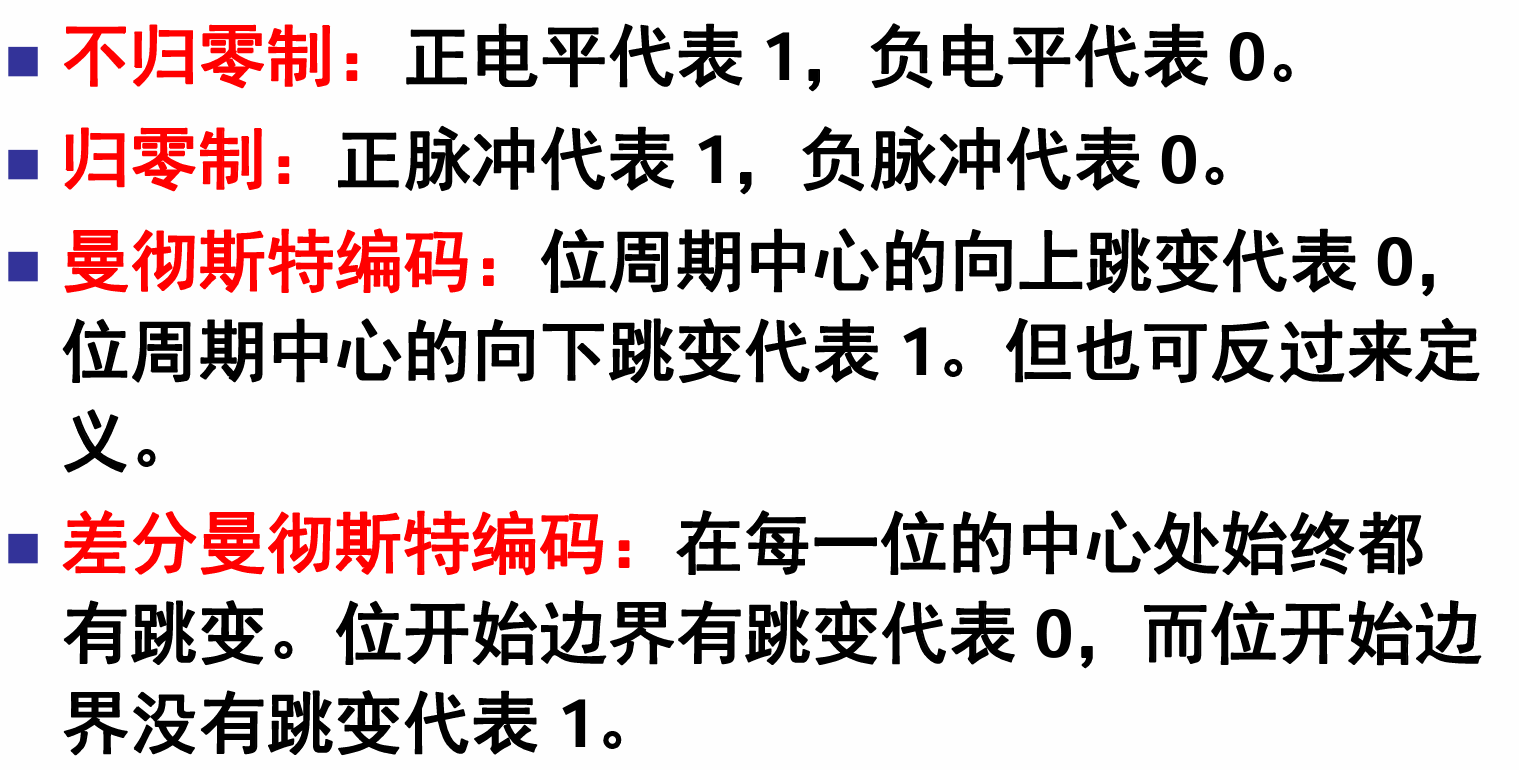 ■ 不归零制：正电平代表 1，负电平代表 0。
■ 归零制：正脉冲代表 1，负脉冲代表 0。
■ 曼彻斯特编码：位周期中心的向上跳变代表 0，
位周期中心的向下跳变代表 1。但也可反过来定
义。
■ 差分曼彻斯特编码：在每一位的中心处始终都
有跳变。位开始边界有跳变代表 0，而位开始边
界没有跳变代表 1。